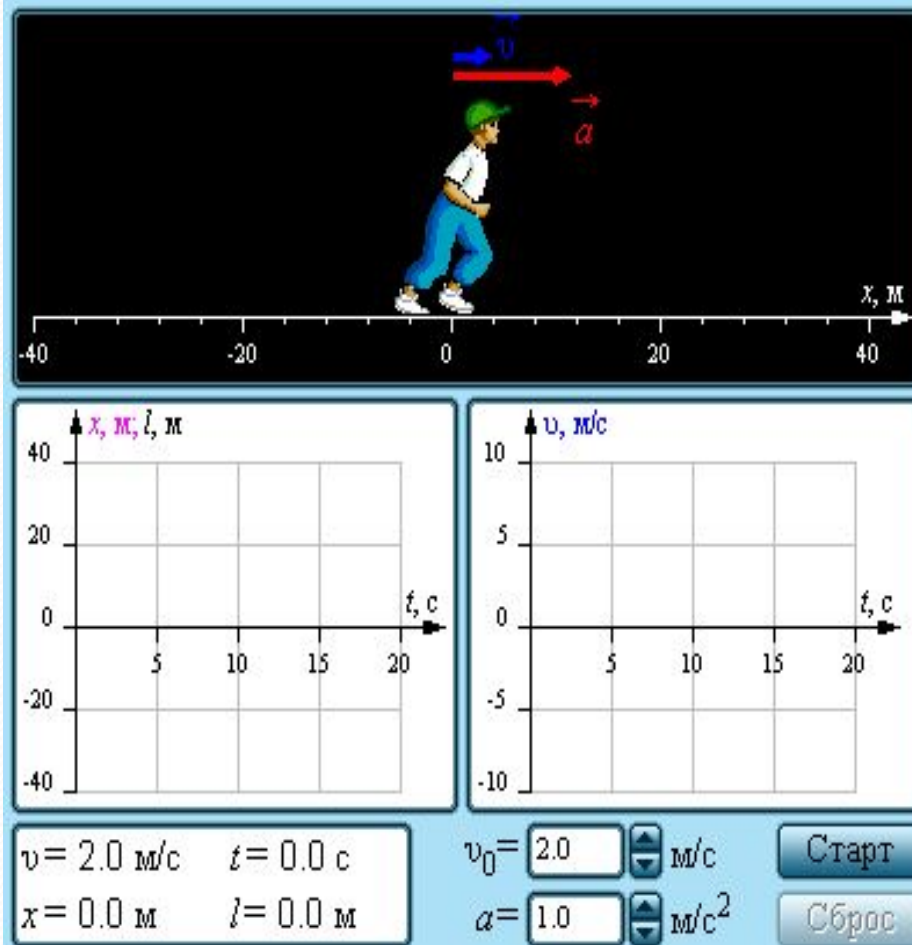 υ
a
x, м
-40 -20 0 20 40
x, м; l, м
40
20
0
-20
-40
t, с
5 10 15 20
υ, м/с
10
5
0
-5
-10
t, с
5 10 15 20
υ = 2.0 м/с t = 0.0 с
x = 0.0 м l = 0.0 м
υ0= 2.0 м/с
a= 1.0 м/с2
Старт
Сброс